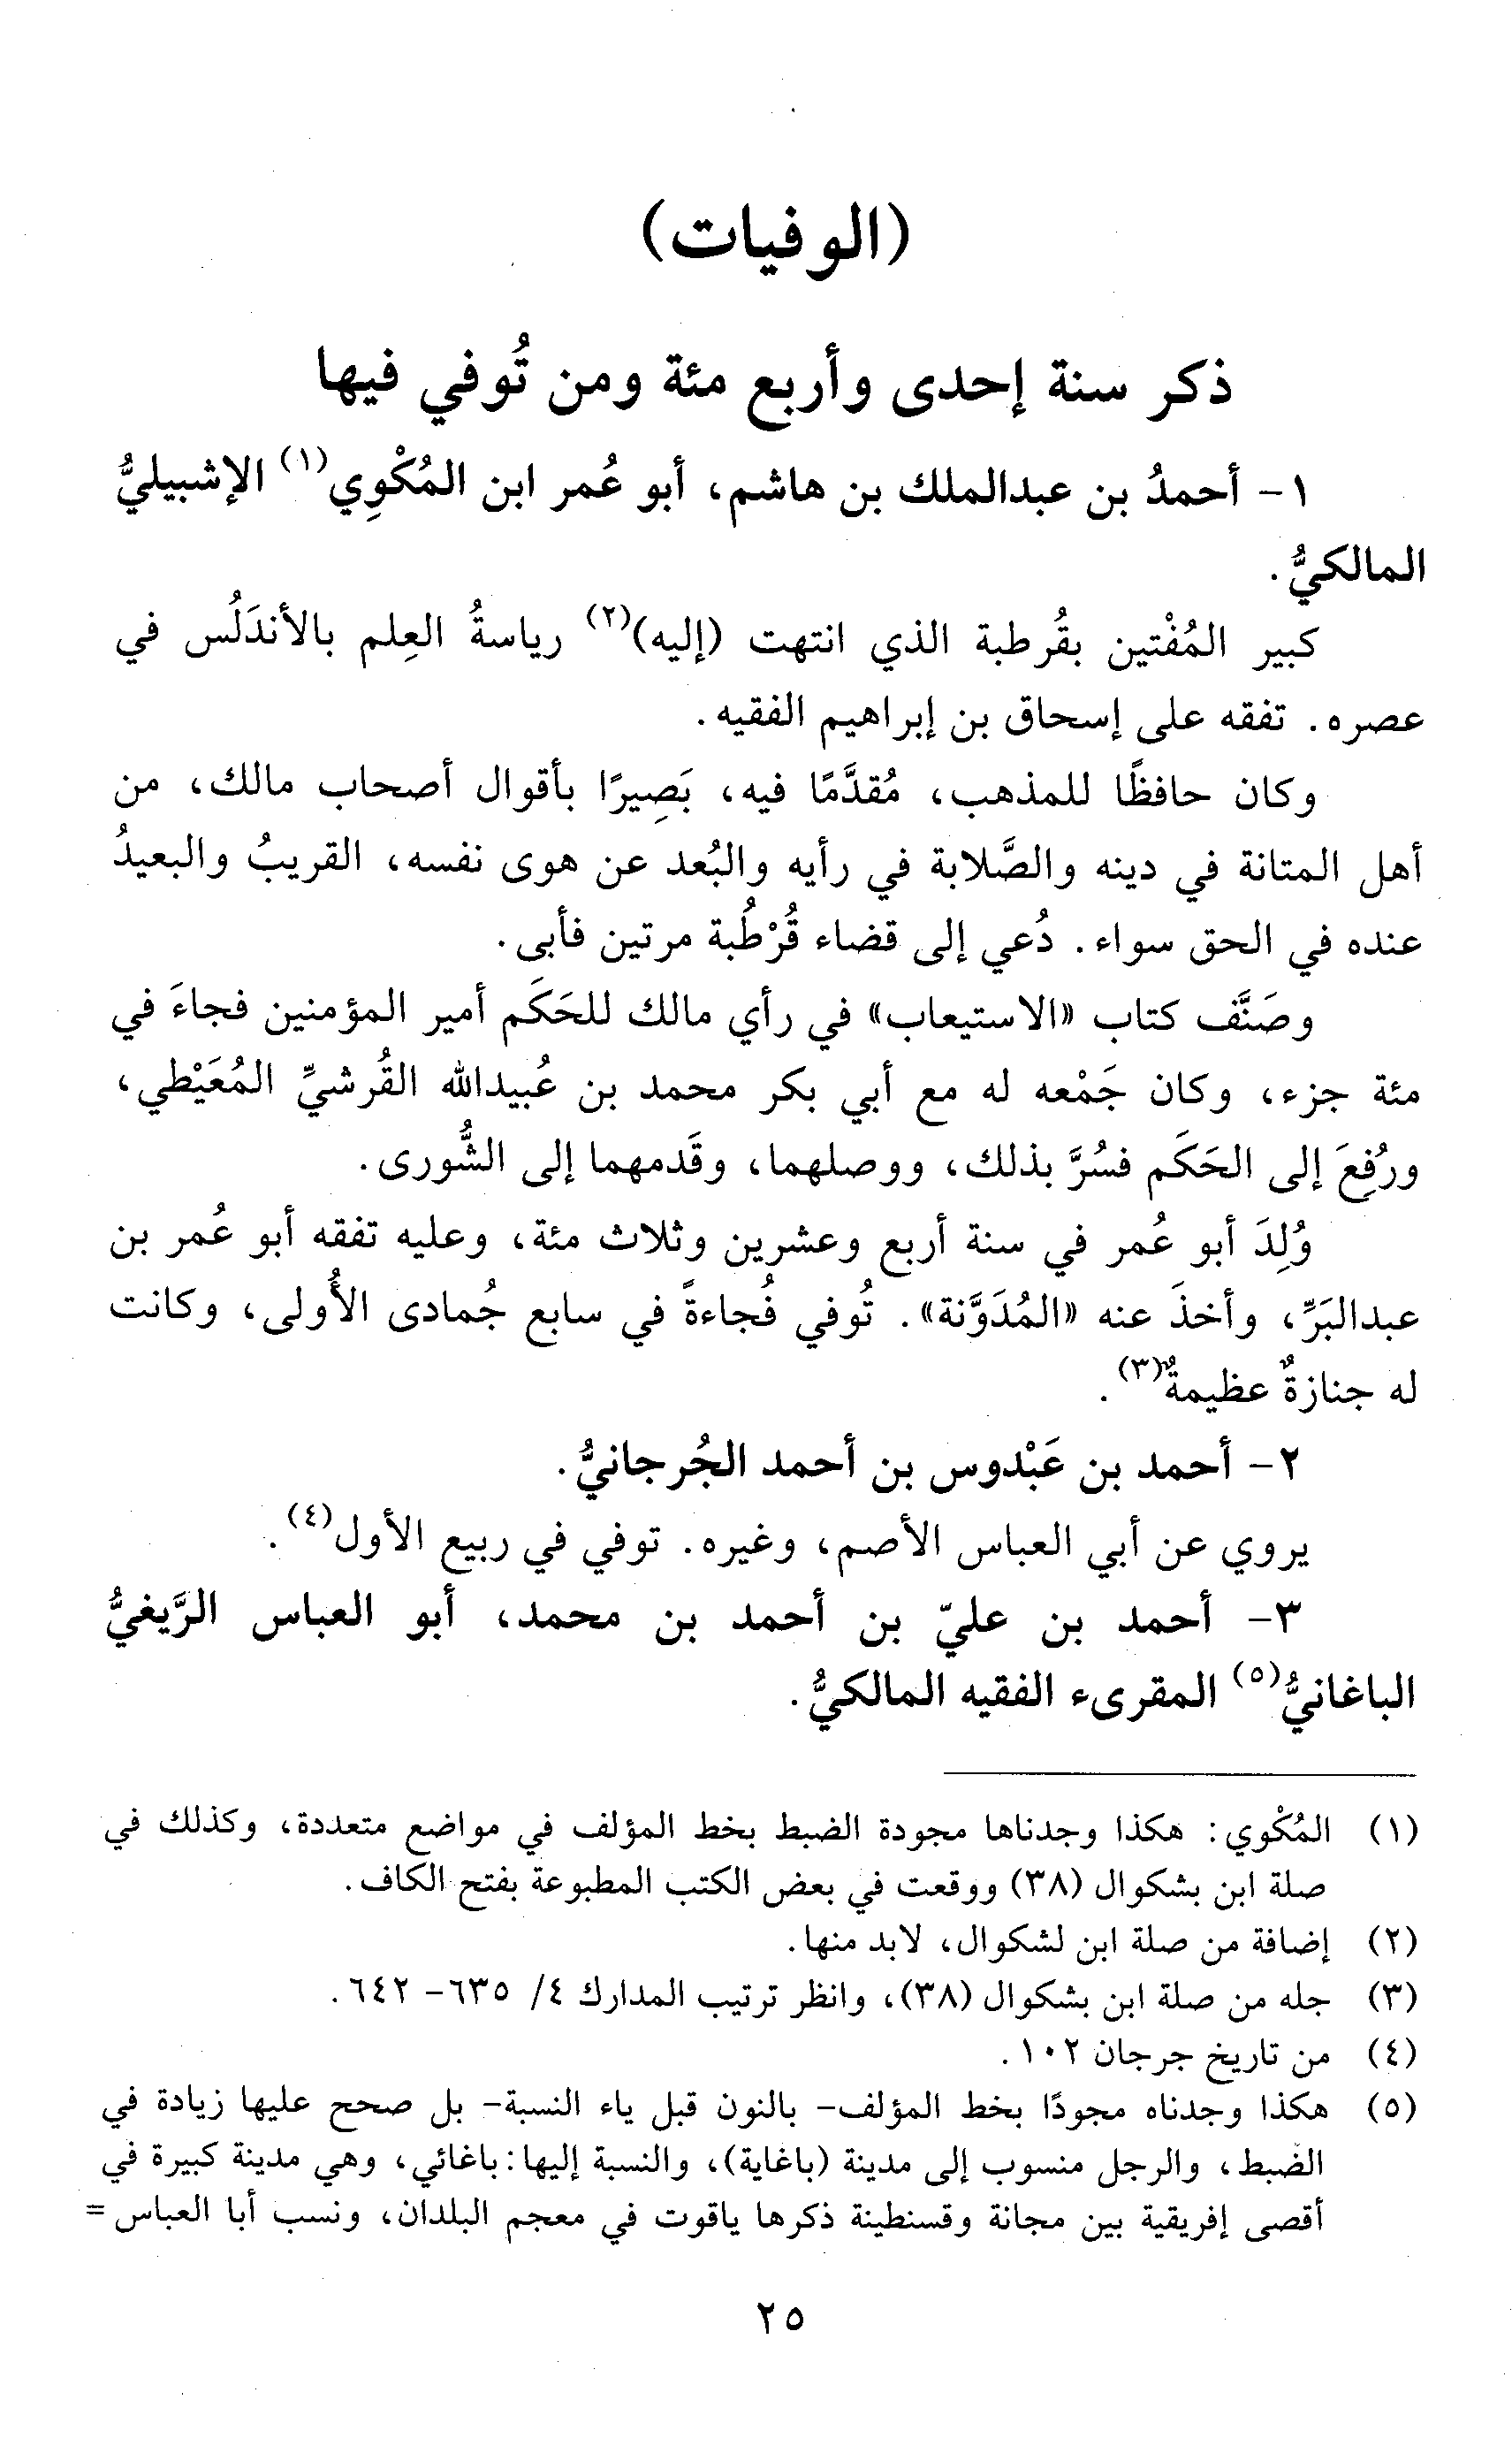 (الوفيات)
ذكر سنة إحدى وأربع مئة ومن تُوفي فيها
١- أحمدُ بن عبدالملك بن هاشم، أبو عُمر ابن المُكْوِي(١) الإشبيليُّ
المالكيُّ.
كبير المُفْتين بقُرطبة الذي انتهت (إليه)(٢) رياسةُ العِلم بالأندَلُس في
عصره. تفقه على إسحاق بن إبراهيم الفقيه.
وكان حافظًا للمذهب، مُقدَّمًا فيه، بَصِيرًا بأقوال أصحاب مالك، من
أهل المتانة في دينه والصَّلابة في رأيه والبُعد عن هوى نفسه، القريبُ والبعيدُ
عنده في الحق سواء. دُعي إلى قضاء قُرْطُبة مرتين فأبى.
وصَنَّف كتاب «الاستيعاب» في رأي مالك للحَكَم أمير المؤمنين فجاءَ في
مئة جزء، وكان جَمْعه له مع أبي بكر محمد بن عُبيدالله القُرشيِّ المُعَيْطي،
ورُفِعَ إلى الحَكَم فسُرَّ بذلك، ووصلهما، وقَدمهما إلى الشُّورى.
وُلِدَ أبو عُمر في سنة أربع وعشرين وثلاث مئة، وعليه تفقه أبو عُمر بن
عبدالبَرِّ، وأخذَ عنه «المُدَوَّنة». تُوفي فُجاءةً في سابع جُمادى الأُولى، وكانت
له جنازةٌ عظيمةٌ(٣).
٢- أحمد بن عَبْدوس بن أحمد الجُرجانيُّ.
يروي عن أبي العباس الأصم، وغيره. توفي في ربيع الأول(٤).
٣- أحمد بن عليّ بن أحمد بن محمد، أبو العباس الرَّيغيُّ
الباغانيُّ(٥) المقرىء الفقيه المالكيُّ.
(١) المُكْوي: هكذا وجدناها مجودة الضبط بخط المؤلف في مواضع متعددة، وكذلك في
صلة ابن بشكوال (٣٨) ووقعت في بعض الكتب المطبوعة بفتح الكاف.
(٢) إضافة من صلة ابن لشكوال، لابد منها.
(٣) جله من صلة ابن بشكوال (٣٨)، وانظر ترتيب المدارك ٤/ ٦٣٥- ٦٤٢.
(٤) من تاريخ جرجان ١٠٢.
(٥) هكذا وجدناه مجودًا بخط المؤلف- بالنون قبل ياء النسبة- بل صحح عليها زيادة في
الضبط، والرجل منسوب إلى مدينة (باغاية)، والنسبة إليها: باغائي، وهي مدينة كبيرة في
أقصى إفريقية بين مجانة وقسنطينة ذكرها ياقوت في معجم البلدان، ونسب أبا العباس =
٢٥